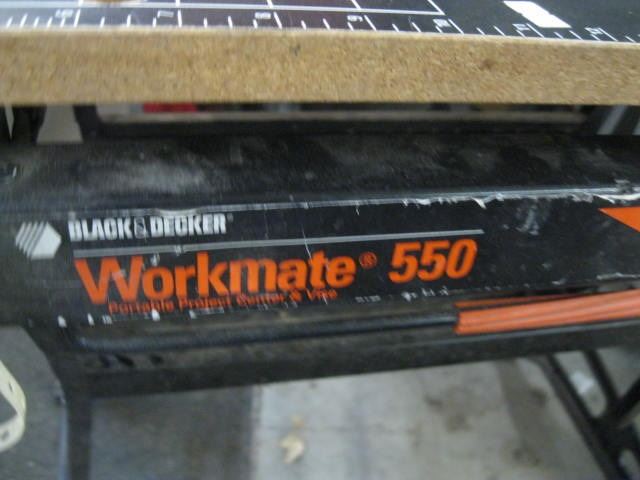 BLACK & DECKER®
Workmate® 550
Portable Project Center & Vise